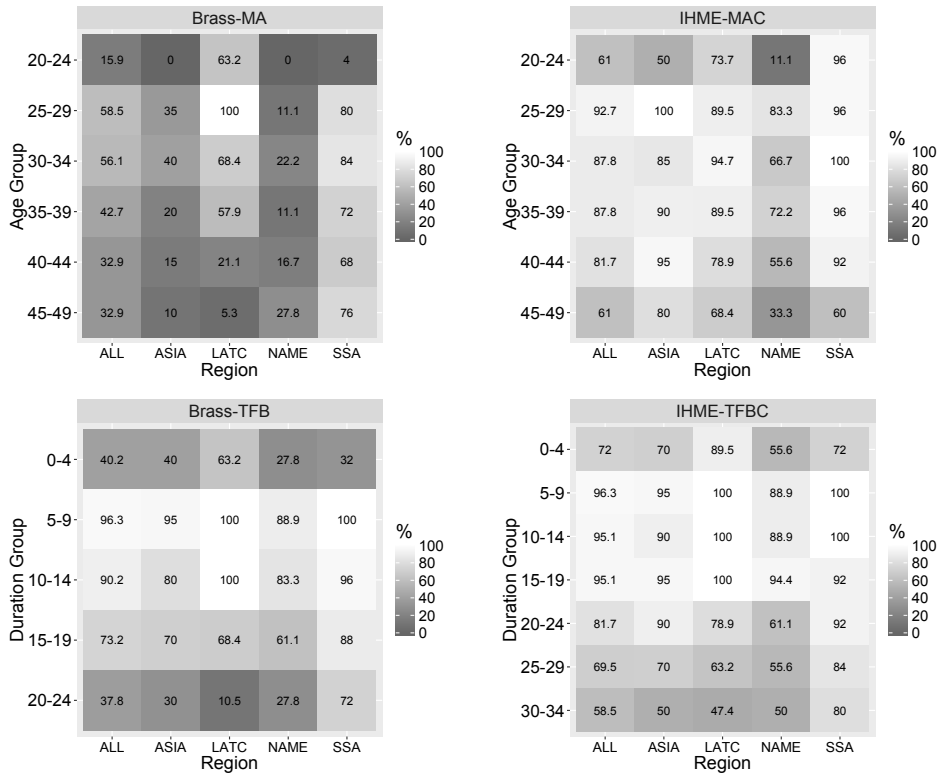 Brass-MA
20-24 15.9 0 63.2 0 4
25-29 58.5 35 100 11.1 80
30-34 56.1 40 68.4 22.2 84
35-39 42.7 20 57.9 11.1 72
40-44 32.9 15 21.1 16.7 68
45-49 32.9 10 5.3 27.8 76
ALL ASIA LATC NAME SSA
Region
Age Group
%
100
80
60
40
20
0
IHME-MAC
20-24 61 50 73.7 11.1 96
25-29 92.7 100 89.5 83.3 96
30-34 87.8 85 94.7 66.7 100
35-39 87.8 90 89.5 72.2 96
40-44 81.7 95 78.9 55.6 92
45-49 61 80 68.4 33.3 60
ALL ASIA LATC NAME SSA
Region
Age Group
%
100
80
60
40
20
0
Brass-TFB
0-4 40.2 40 63.2 27.8 32
5-9 96.3 95 100 88.9 100
10-14 90.2 80 100 83.3 96
15-19 73.2 70 68.4 61.1 88
20-24 37.8 30 10.5 27.8 72
ALL ASIA LATC NAME SSA
Region
Duration Group
%
100
80
60
40
20
0
IHME-TFBC
0-4 72 70 89.5 55.6 72
5-9 96.3 95 100 88.9 100
10-14 95.1 90 100 88.9 100
15-19 95.1 95 100 94.4 92
20-24 81.7 90 78.9 61.1 92
25-29 69.5 70 63.2 55.6 84
30-34 58.5 50 47.4 50 80
ALL ASIA LATC NAME SSA
Region
Duration Group
%
100
80
60
40
20
0